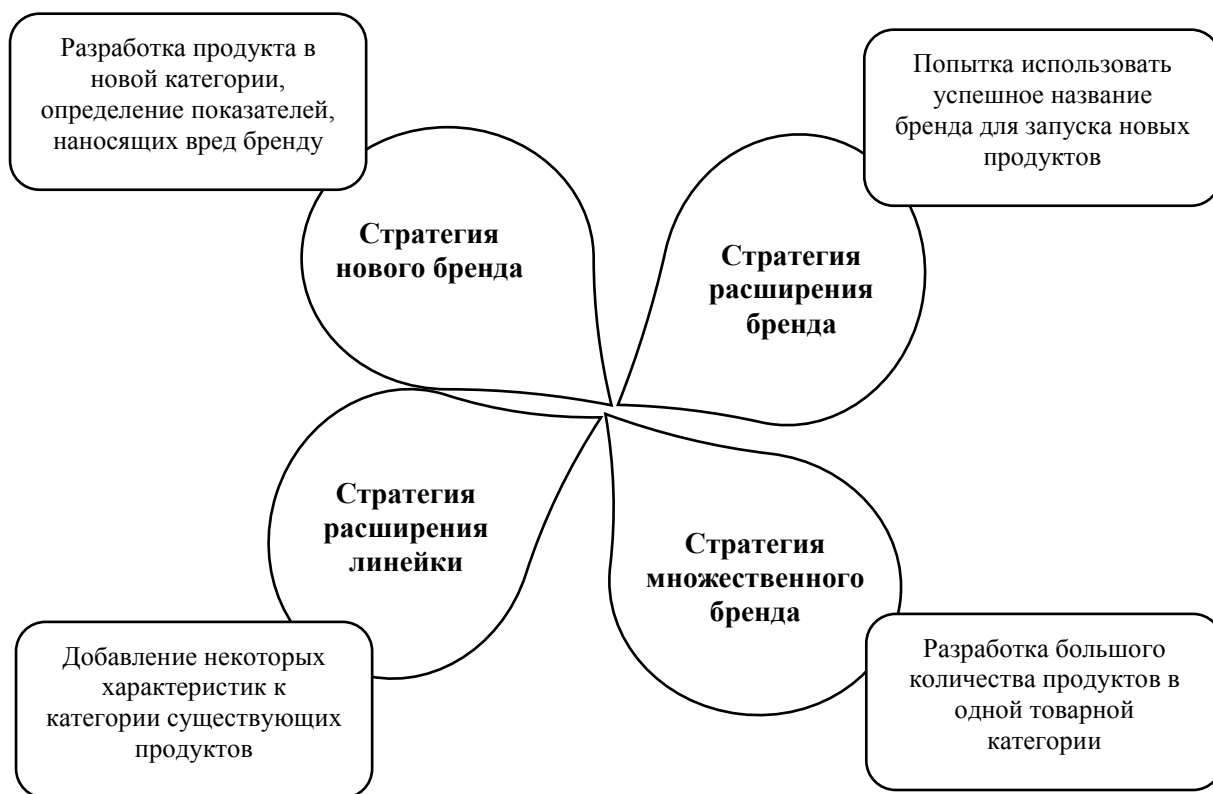 Разработка продукта в
новой категории,
определение показателей,
наносящих вред бренду
Попытка использовать
успешное название
бренда для запуска новых
продуктов
Стратегия
нового бренда
Стратегия
расширения
бренда
Стратегия
расширения
линейки
Стратегия
множественного
бренда
Добавление некоторых
характеристик к
категории существующих
продуктов
Разработка большого
количества продуктов в
одной товарной
категории